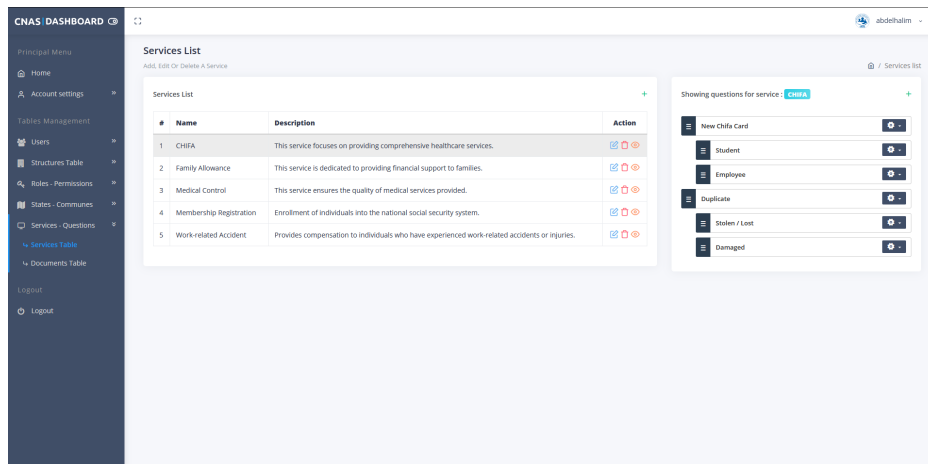 CNAS|DASHBOARD
abdelhalim
Principal Menu
Home
Account settings
Tables Management
Users
Structures Table
Roles - Permissions
States - Communes
Services - Questions
Services Table
Documents Table
Logout
Logout
Services List
Add, Edit Or Delete A Service
/ Services list
Services List
+
# Name Description Action
1 CHIFA This service focuses on providing comprehensive healthcare services.
2 Family Allowance This service is dedicated to providing financial support to families.
3 Medical Control This service ensures the quality of medical services provided.
4 Membership Registration Enrollment of individuals into the national social security system.
5 Work-related Accident Provides compensation to individuals who have experienced work-related accidents or injuries.
Showing questions for service : CHIFA
+
New Chifa Card
Student
Employee
Duplicate
Stolen / Lost
Damaged